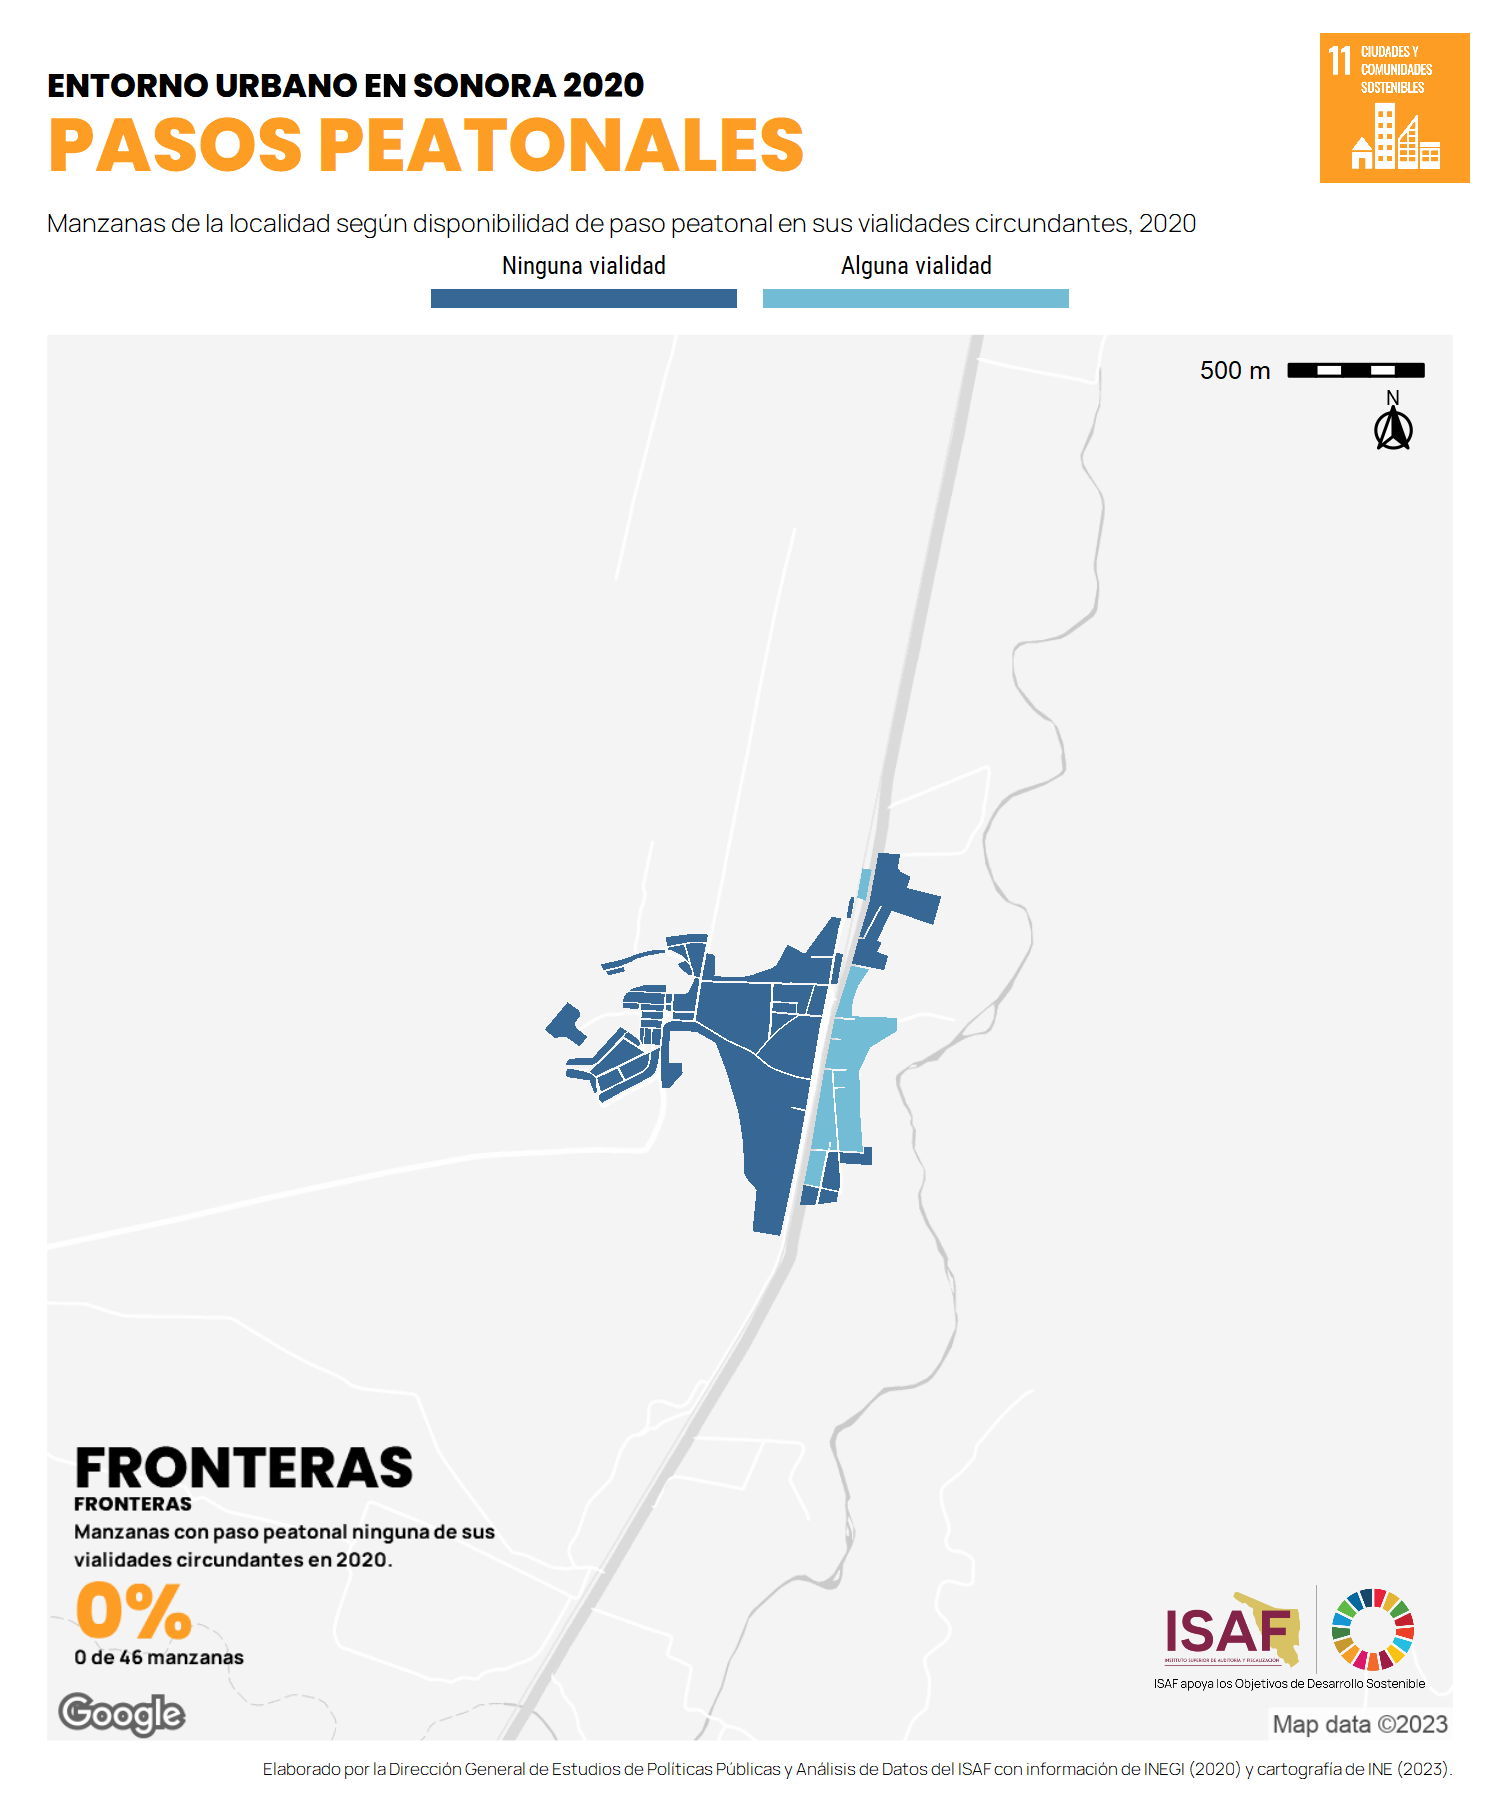 ENTORNO URBANO EN SONORA 2020
PASOS PEATONALES
11 CIUDADES Y
COMUNIDADES
SOSTENIBLES
Manzanas de la localidad según disponibilidad de paso peatonal en sus vialidades circundantes, 2020
Ninguna vialidad
Alguna vialidad
500 m
N
FRONTERAS
FRONTERAS
Manzanas con paso peatonal ninguna de sus
vialidades circundantes en 2020.
0%
0 de 46 manzanas
ISAF
INSTITUTO SUPERIOR DE AUDITORÍA Y FISCALIZACIÓN
ISAF apoya los Objetivos de Desarrollo Sostenible
Google
Map data ©2023
Elaborado por la Dirección General de Estudios de Políticas Públicas y Análisis de Datos del ISAF con información de INEGI (2020) y cartografía de INE (2023).